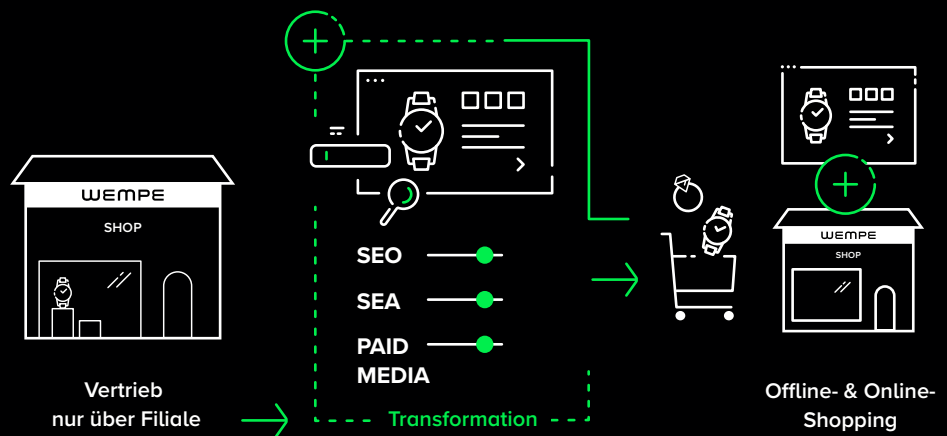 WEMPE
SHOP
Vertrieb
nur über Filiale
SEO
SEA
PAID
MEDIA
Transformation
WEMPE
SHOP
Offline- & Online-
Shopping